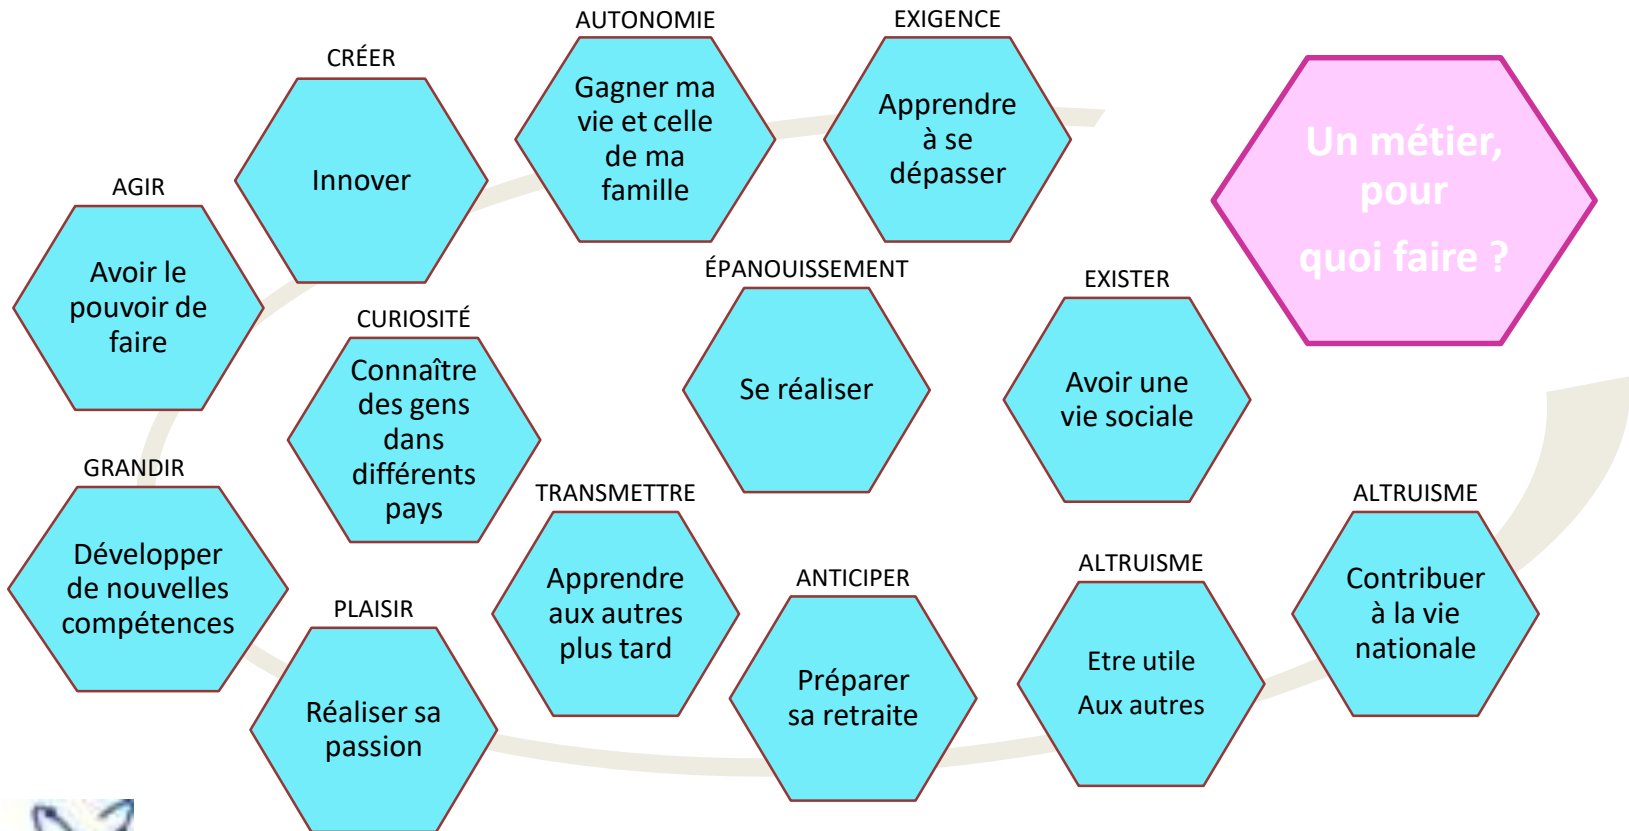 AUTONOMIE
Gagner ma
vie et celle
de ma
famille
EXIGENCE
Apprendre
à se
dépasser
Un métier,
pour
quoi faire ?
CRÉER
Innover
AGIR
Avoir le
pouvoir de
faire
ÉPANOUISSEMENT
Se réaliser
EXISTER
Avoir une
vie sociale
CURIOSITÉ
Connaître
des gens
dans
différents
pays
GRANDIR
Développer
de nouvelles
compétences
TRANSMETTRE
Apprendre
aux autres
plus tard
ALTRUISME
Contribuer
à la vie
nationale
ALTRUISME
Etre utile
Aux autres
ANTICIPER
Préparer
sa retraite
PLAISIR
Réaliser sa
passion